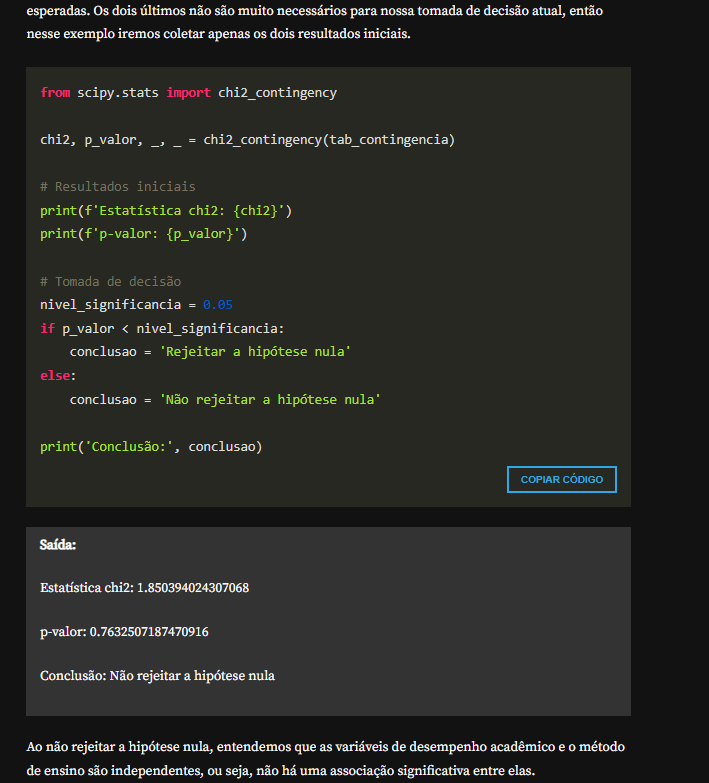 esperadas. Os dois últimos não são muito necessários para nossa tomada de decisão atual, então
nesse exemplo iremos coletar apenas os dois resultados iniciais.
from scipy.stats import chi2_contingency
chi2, p_valor, _, _ = chi2_contingency(tab_contingencia)
# Resultados iniciais
print(f'Estatística chi2: {chi2}')
print(f'p-valor: {p_valor}')
# Tomada de decisão
nivel_significancia = 0.05
if p_valor < nivel_significancia:
    conclusao = 'Rejeitar a hipótese nula'
else:
    conclusao = 'Não rejeitar a hipótese nula'
print('Conclusão:', conclusao)
COPIAR CÓDIGO
Saída:
Estatística chi2: 1.850394024307068
p-valor: 0.7632507187470916
Conclusão: Não rejeitar a hipótese nula
Ao não rejeitar a hipótese nula, entendemos que as variáveis de desempenho acadêmico e o método
de ensino são independentes, ou seja, não há uma associação significativa entre elas.